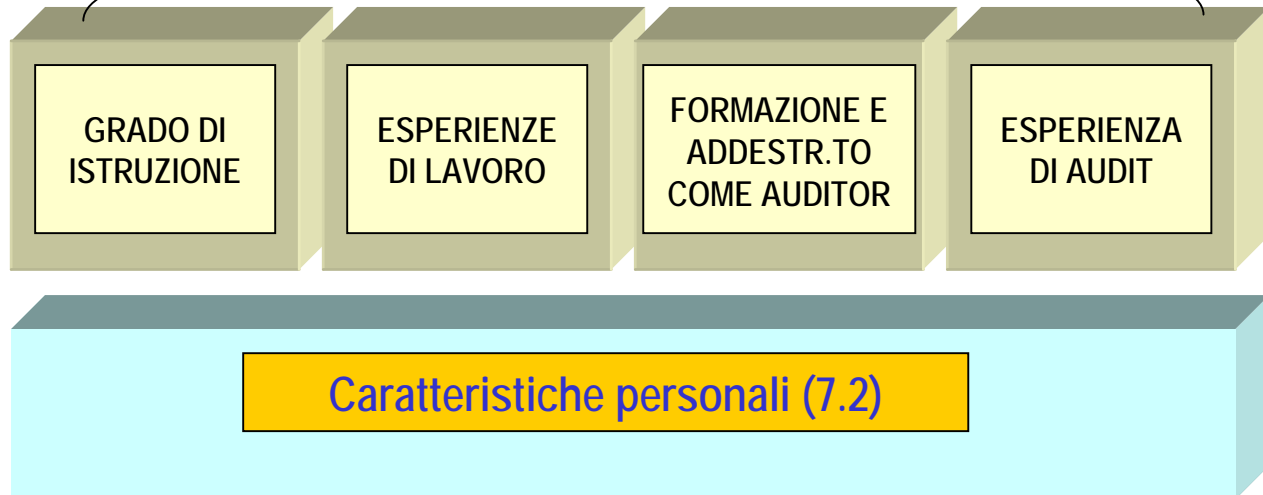 GRADO DI
ISTRUZIONE
ESPERIENZE
DI LAVORO
FORMAZIONE E
ADDESTR.TO
COME AUDITOR
ESPERIENZA
DI AUDIT
Caratteristiche personali (7.2)